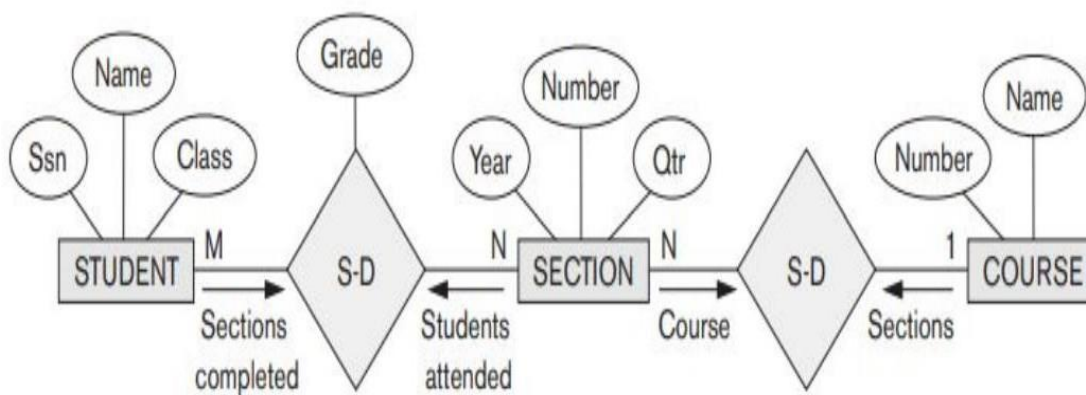 Grade
Name
Number
Name
Ssn
Class
Year
Qtr
Number
STUDENT
M
S-D
N
SECTION
N
S-D
1
COURSE
Sections
completed
Students
attended
Course
Sections